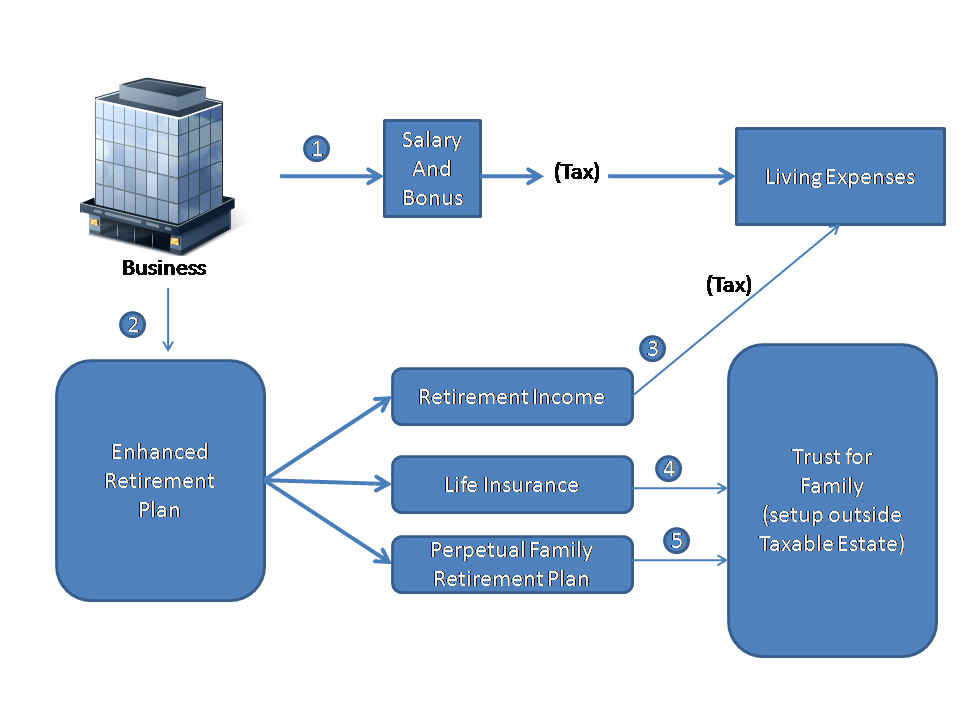 1
Salary
And
Bonus
(Tax)
Living Expenses
Business
(Tax)
2
3
Retirement Income
Enhanced
Retirement
Plan
Life Insurance
4
Trust for
Family
(setup outside
Taxable Estate)
Perpetual Family
Retirement Plan
5